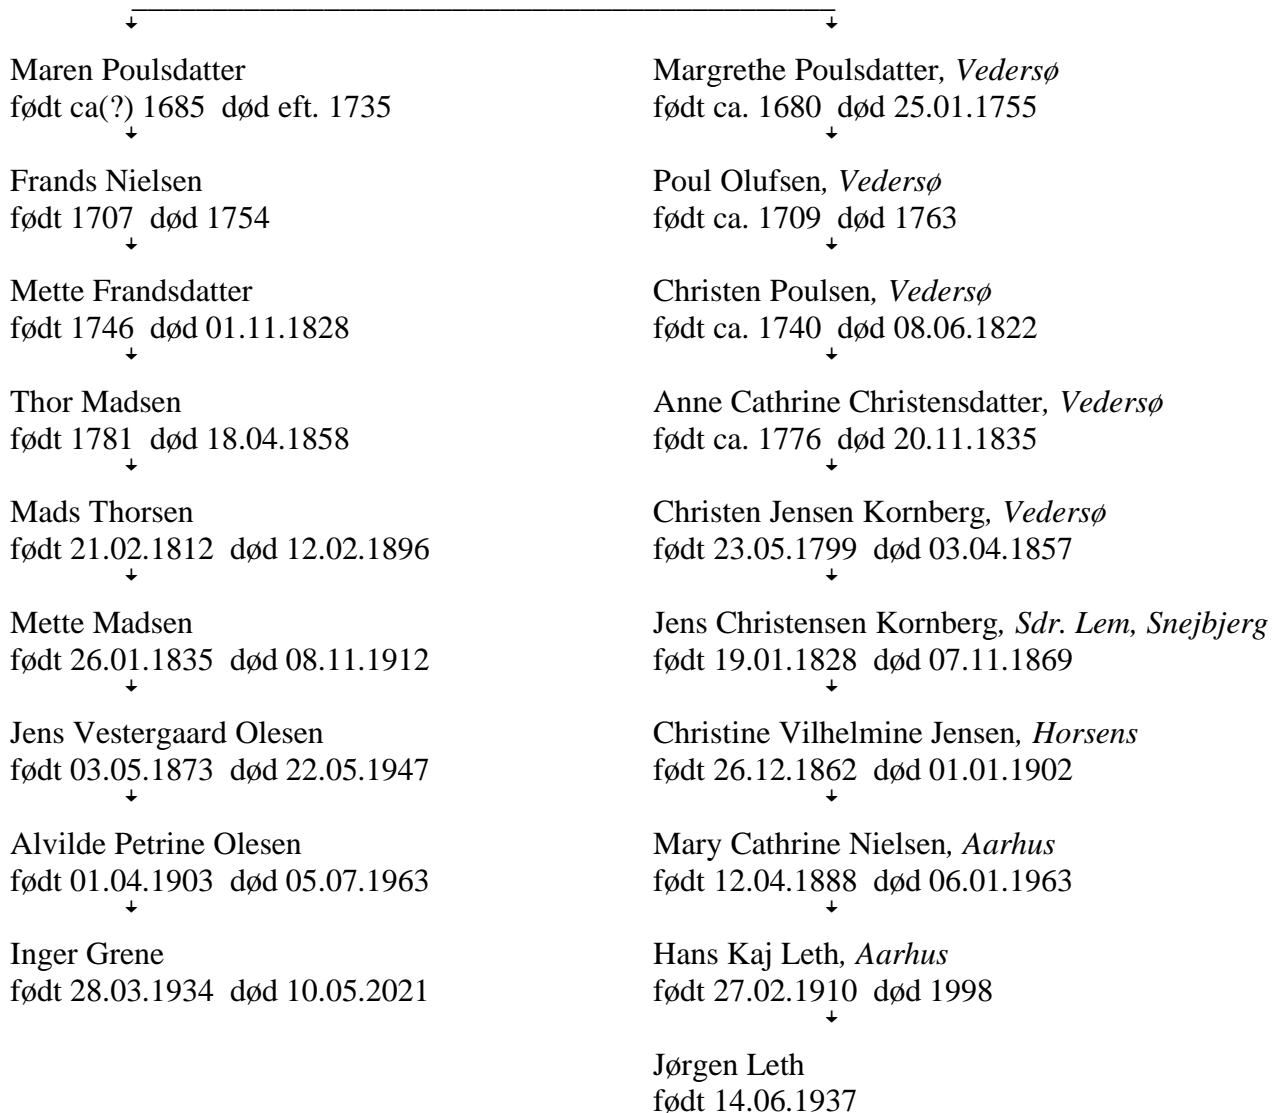 Maren Poulsdatter
født ca(?) 1685 død eft. 1735
Frands Nielsen
født 1707 død 1754
Mette Frandsdatter
født 1746 død 01.11.1828
Thor Madsen
født 1781 død 18.04.1858
Mads Thorsen
født 21.02.1812 død 12.02.1896
Mette Madsen
født 26.01.1835 død 08.11.1912
Jens Vestergaard Olesen
født 03.05.1873 død 22.05.1947
Alvilde Petrine Olesen
født 01.04.1903 død 05.07.1963
Inger Grene
født 28.03.1934 død 10.05.2021
Margrethe Poulsdatter, Vedersø
født ca. 1680 død 25.01.1755
Poul Olufsen, Vedersø
født ca. 1709 død 1763
Christen Poulsen, Vedersø
født ca. 1740 død 08.06.1822
Anne Cathrine Christensdatter, Vedersø
født ca. 1776 død 20.11.1835
Christen Jensen Kornberg, Vedersø
født 23.05.1799 død 03.04.1857
Jens Christensen Kornberg, Sdr. Lem, Snejbjerg
født 19.01.1828 død 07.11.1869
Christine Vilhelmine Jensen, Horsens
født 26.12.1862 død 01.01.1902
Mary Cathrine Nielsen, Aarhus
født 12.04.1888 død 06.01.1963
Hans Kaj Leth, Aarhus
født 27.02.1910 død 1998
Jørgen Leth
født 14.06.1937